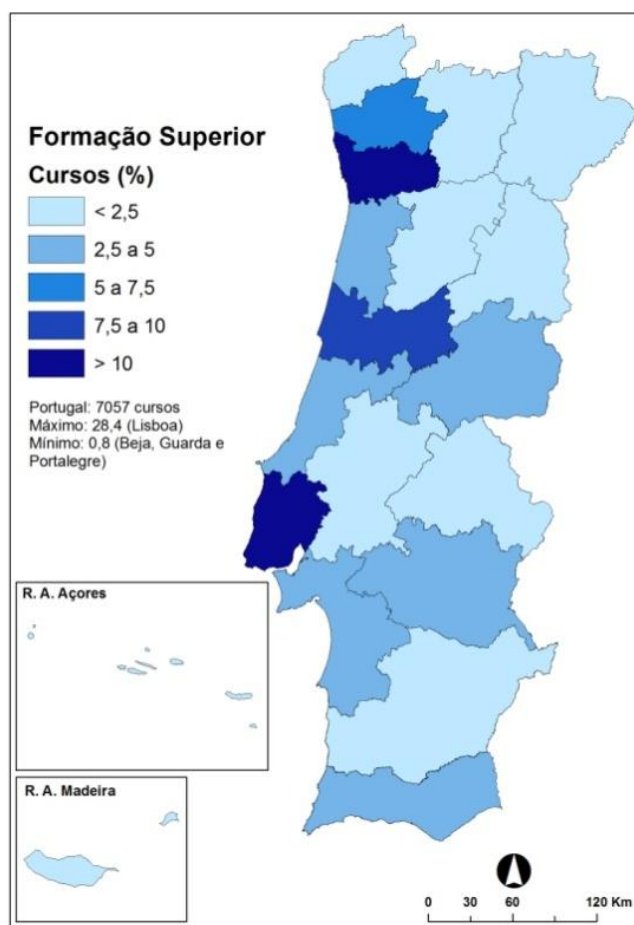 Formação Superior
Cursos (%)
< 2,5
2,5 a 5
5 a 7,5
7,5 a 10
> 10
Portugal: 7057 cursos
Máximo: 28,4 (Lisboa)
Mínimo: 0,8 (Beja, Guarda e
Portalegre)
R. A. Açores
R. A. Madeira
0 30 60 120 Km